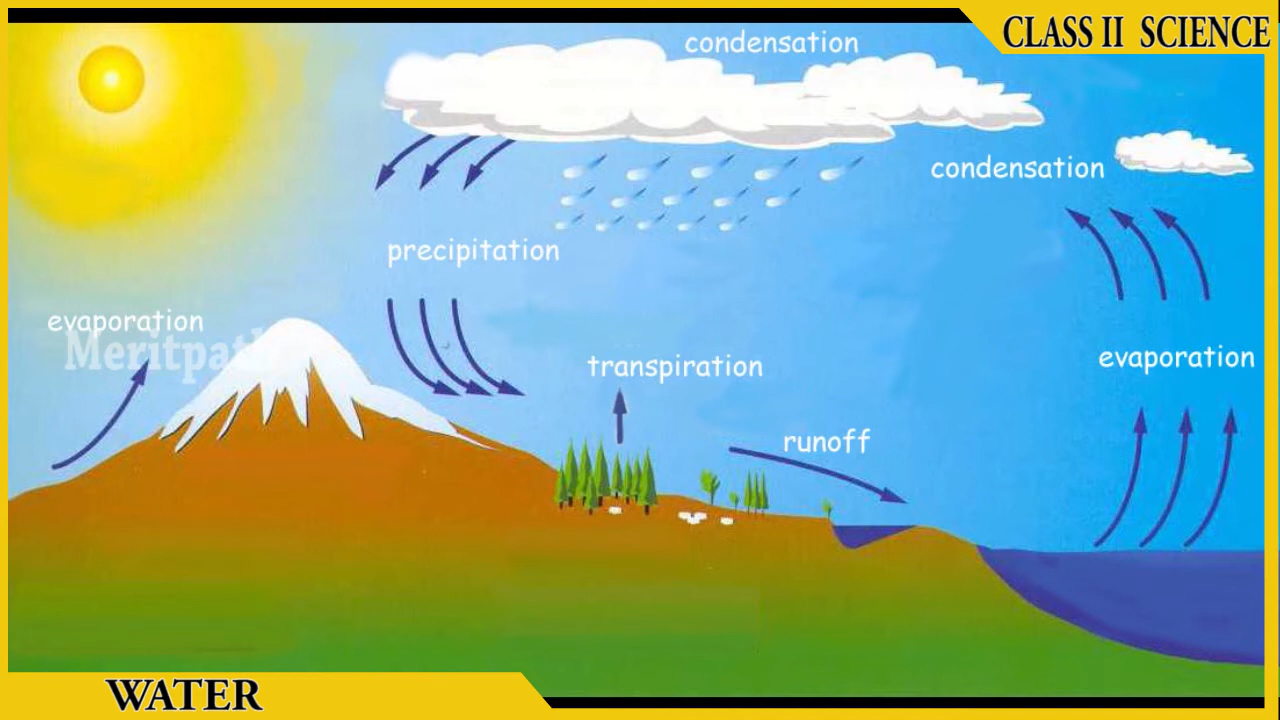 CLASS II SCIENCE
condensation
condensation
precipitation
evaporation
Meritpath
transpiration
evaporation
runoff
WATER